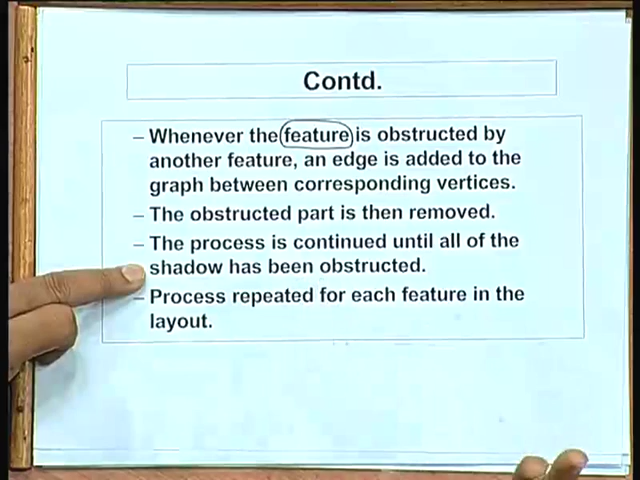 Contd.
– Whenever the feature is obstructed by
another feature, an edge is added to the
graph between corresponding vertices.
– The obstructed part is then removed.
– The process is continued until all of the
shadow has been obstructed.
– Process repeated for each feature in the
layout.